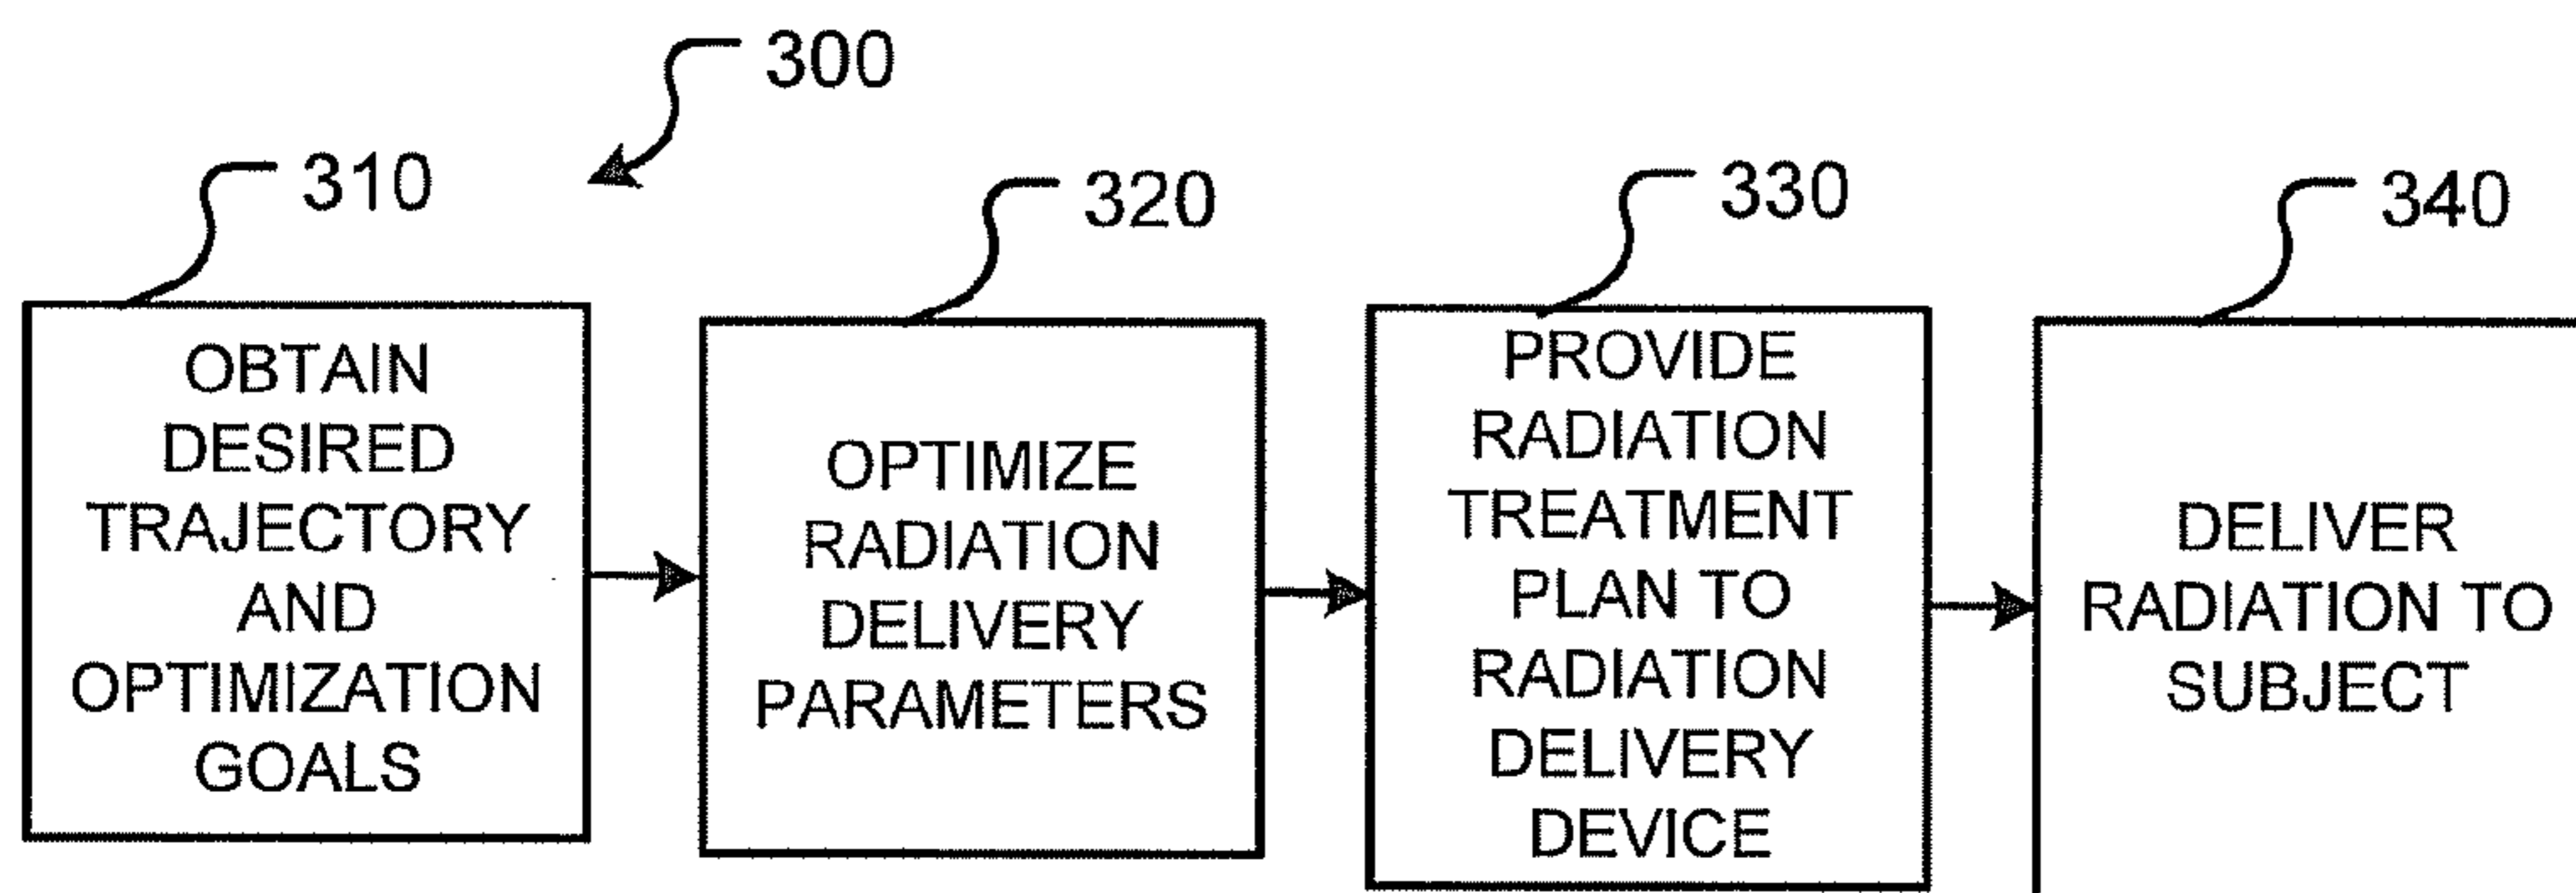 300
310
320
330
340
OBTAIN
DESIRED
TRAJECTORY
AND
OPTIMIZATION
GOALS
OPTIMIZE
RADIATION
DELIVERY
PARAMETERS
PROVIDE
RADIATION
TREATMENT
PLAN TO
RADIATION
DELIVERY
DEVICE
DELIVER
RADIATION TO
SUBJECT